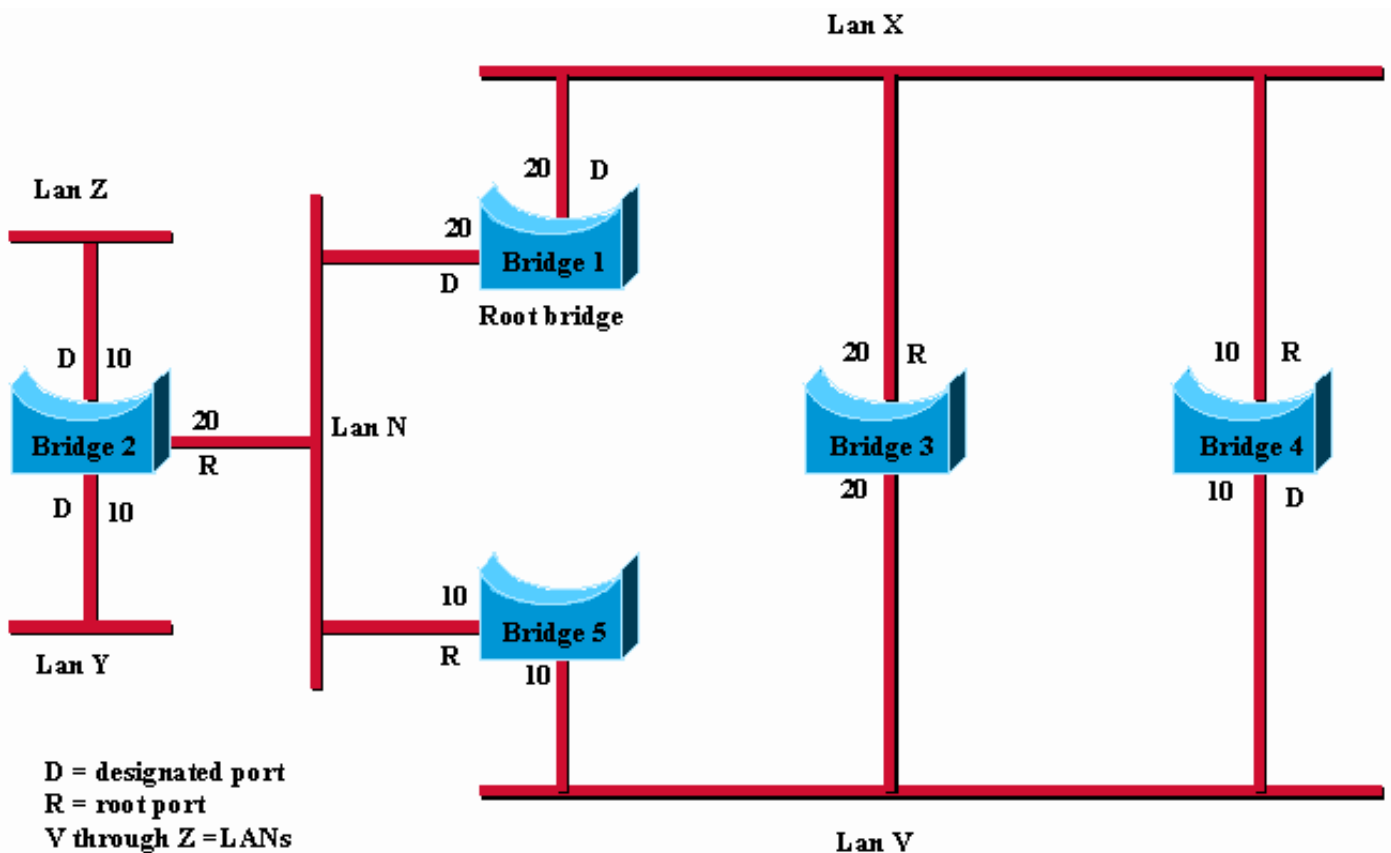 Lan X
20 D
Lan Z
20
Bridge 1
D
Root bridge
D 10
20 R
10 R
20
Lan N
Bridge 2
Bridge 3
Bridge 4
R
D 10
20
10 D
10
Bridge 5
Lan Y
R
10
D = designated port
R = root port
V through Z =LANs
Lan V